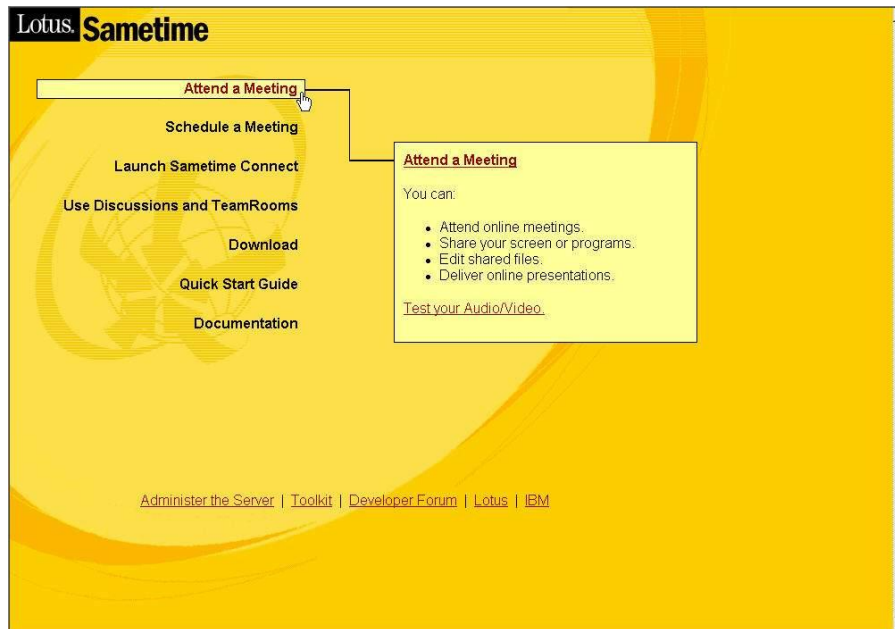 Lotus. Sametime
Attend a Meeting
Schedule a Meeting
Launch Sametime Connect
Use Discussions and TeamRooms
Download
Quick Start Guide
Documentation
Attend a Meeting
You can:
• Attend online meetings.
• Share your screen or programs.
• Edit shared files.
• Deliver online presentations.
Test your Audio/Video.
Administer the Server | Toolkit | Developer Forum | Lotus | IBM